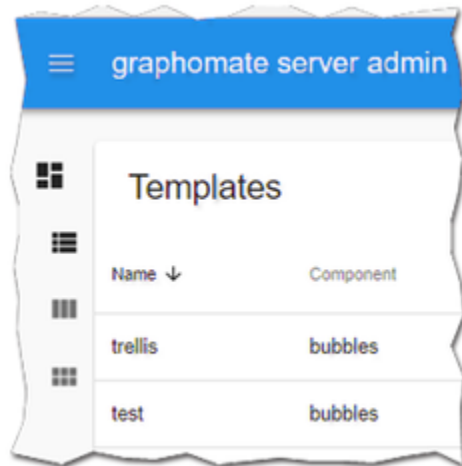 graphomate server admin
Templates
Name ↓ Component
trellis bubbles
test bubbles